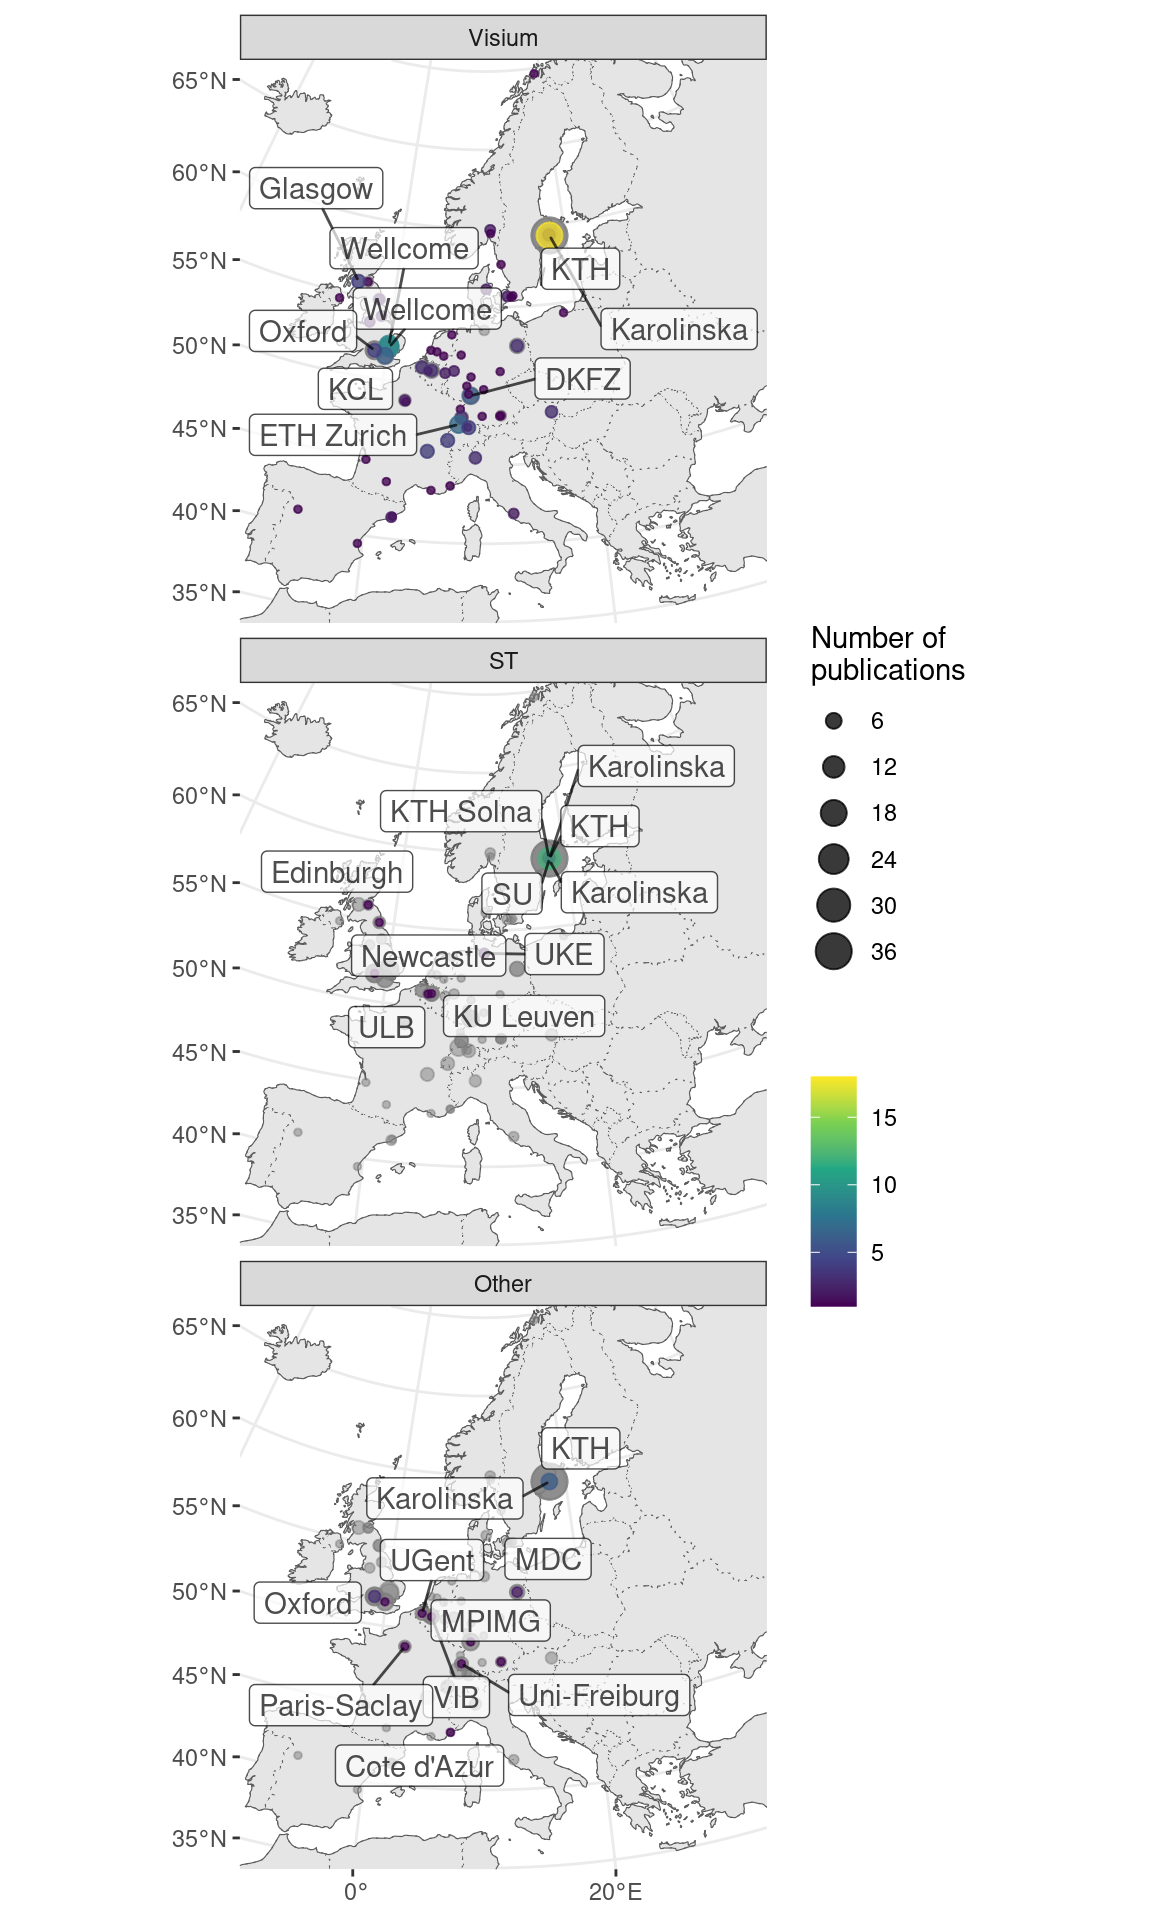 Visium
65°N
60°N
55°N
50°N
45°N
40°N
35°N
Glasgow
Wellcome
KTH
Wellcome
Oxford
Karolinska
KCL
DKFZ
ETH Zurich
ST
65°N
60°N
55°N
50°N
45°N
40°N
35°N
Karolinska
KTH Solna
KTH
Edinburgh
SU
Karolinska
Newcastle
UKE
KU Leuven
ULB
Other
65°N
60°N
55°N
50°N
45°N
40°N
35°N
KTH
Karolinska
UGent
MDC
Oxford
MPIMG
Paris-Saclay
VIB
Uni-Freiburg
Cote d'Azur
0°
20°E
Number of
publications
6
12
18
24
30
36
15
10
5